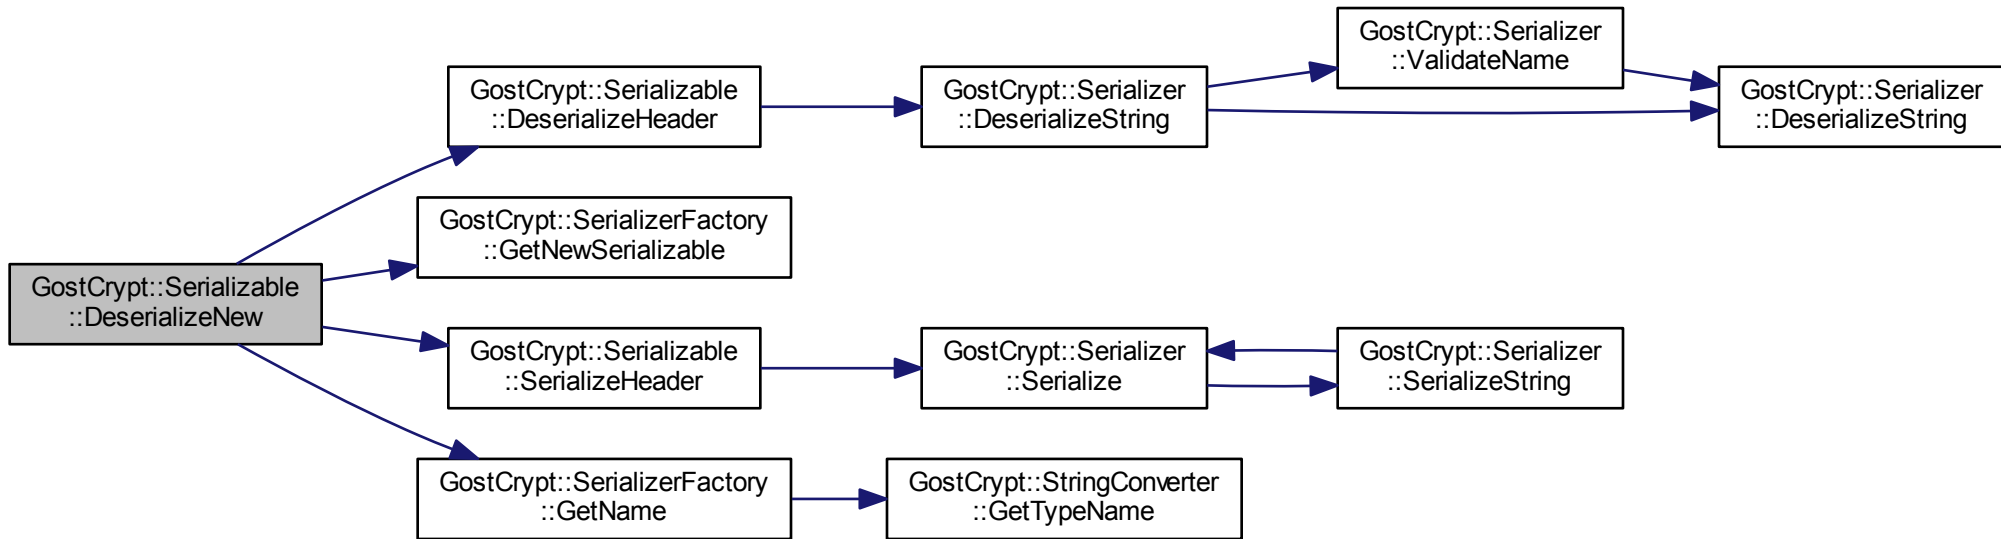 GostCrypt::Serializable
::DeserializeNew
GostCrypt::Serializable
::DeserializeHeader
GostCrypt::Serializer
::DeserializeString
GostCrypt::Serializer
::ValidateName
GostCrypt::Serializer
::DeserializeString
GostCrypt::SerializerFactory
::GetNewSerializable
GostCrypt::Serializable
::SerializeHeader
GostCrypt::Serializer
::Serialize
GostCrypt::Serializer
::SerializeString
GostCrypt::SerializerFactory
::GetName
GostCrypt::StringConverter
::GetTypeName